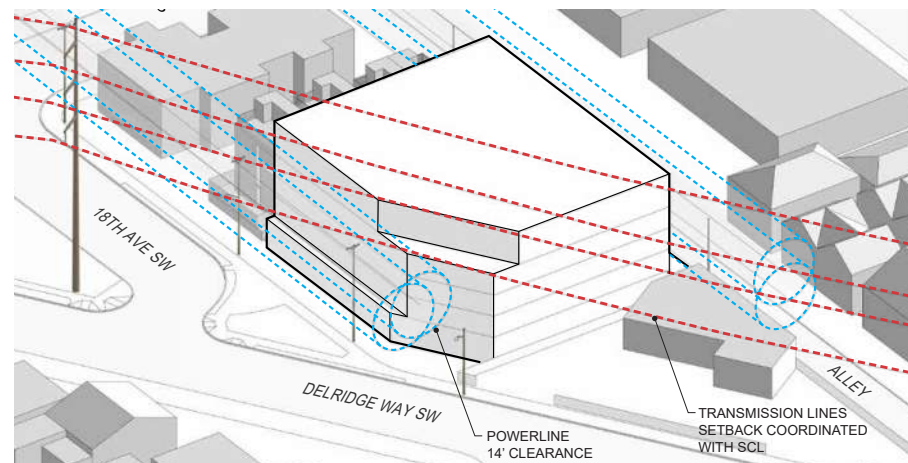 18TH AVE SW
DELRIDGE WAY SW
POWERLINE
14' CLEARANCE
TRANSMISSION LINES
SETBACK COORDINATED
WITH SCL
ALLEY